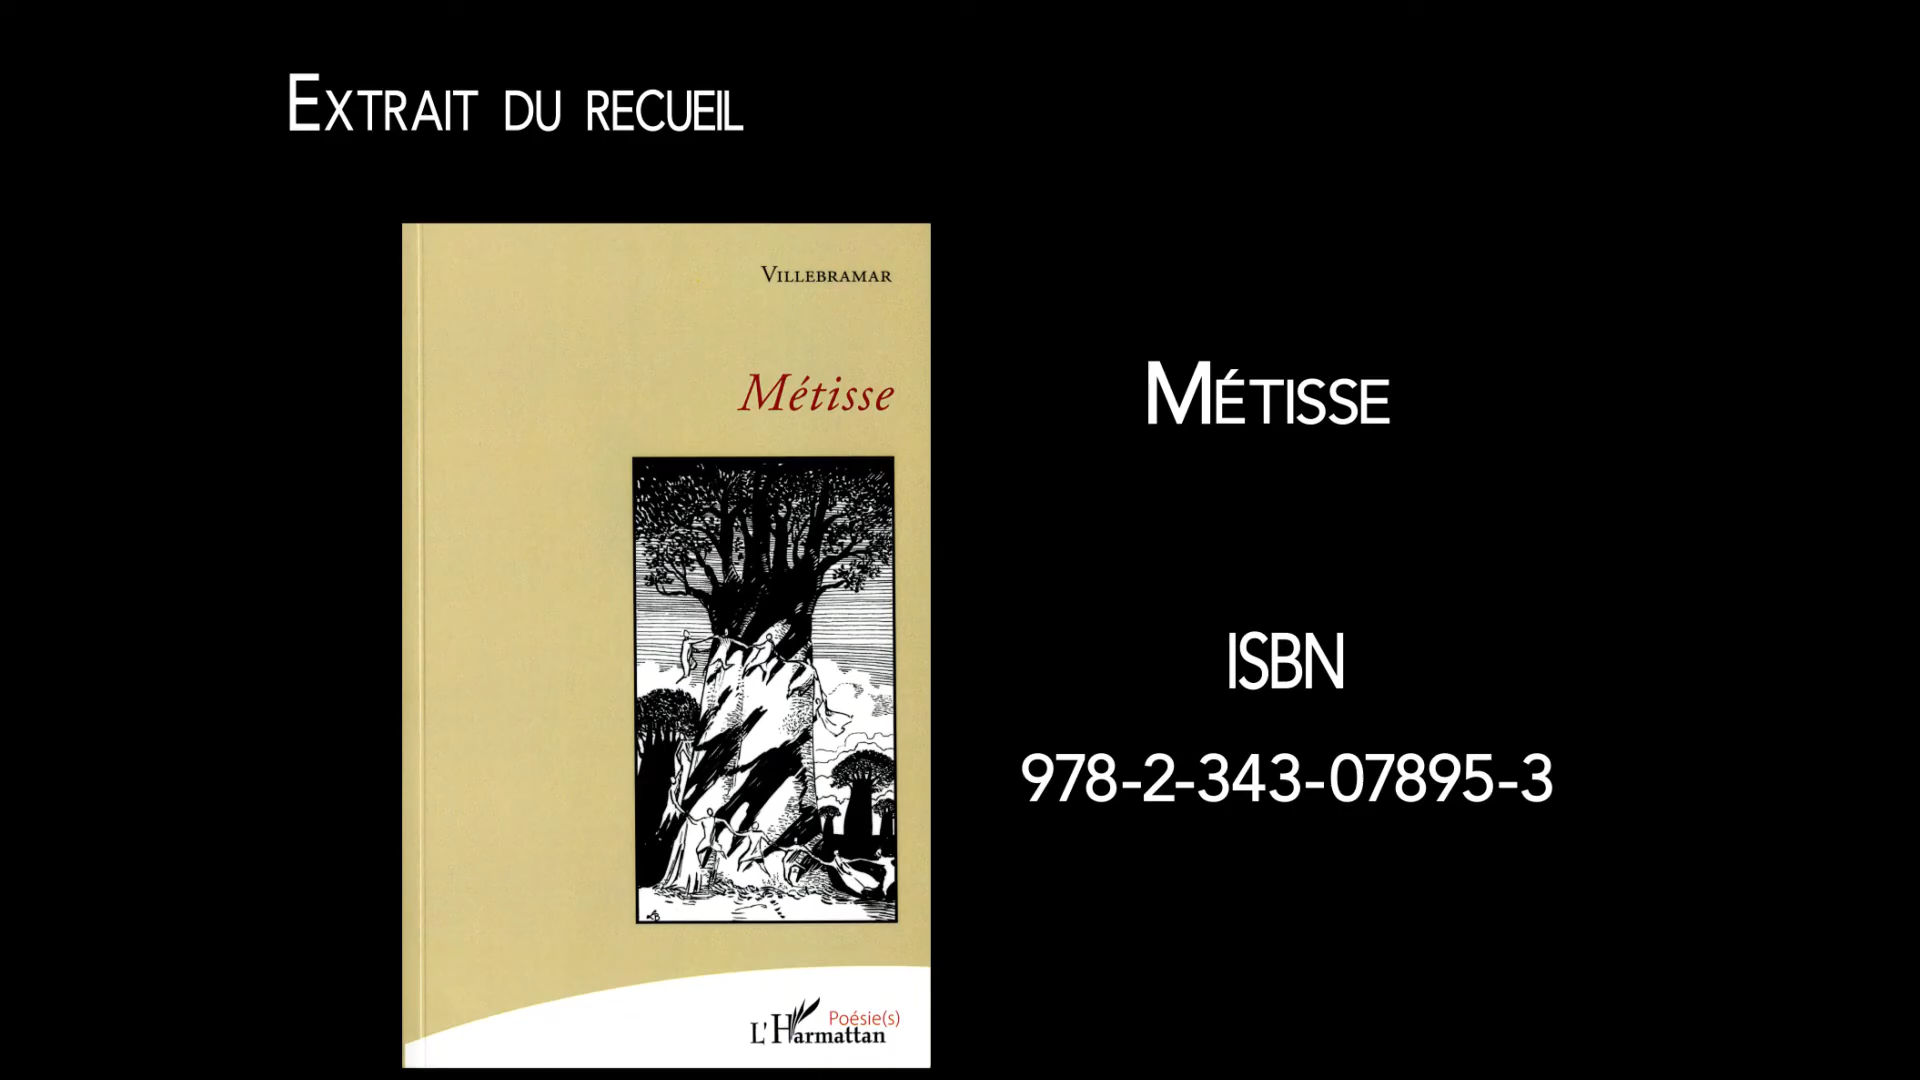 Extrait du recueil
Villebramar
Métisse
Métisse
ISBN
978-2-343-07895-3
Poésie(s)
L'Harmattan